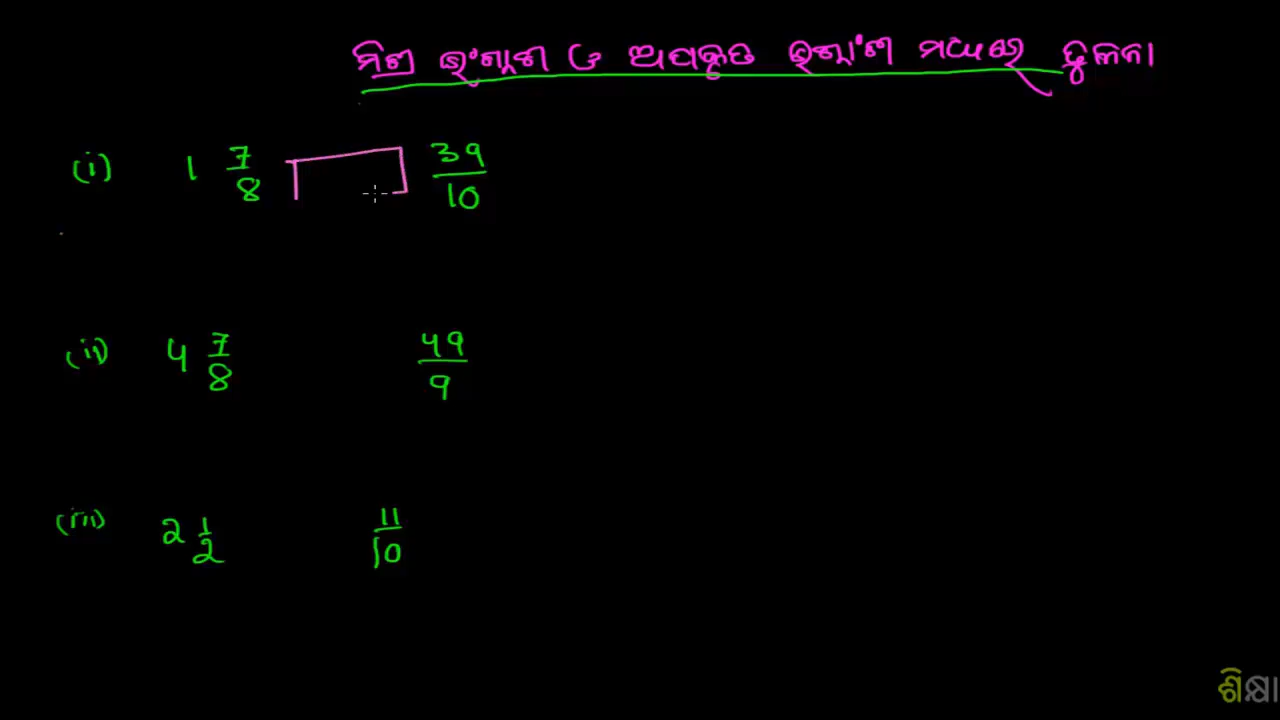 ମିଶ୍ର ଭଗ୍ନାଂଶ ଓ ଅପକୃତ ଭଗ୍ନାଂଶ ମଧ୍ୟରେ ତୁଳନା
(i) 1 7/8 39/10
(ii) 4 7/8 49/9
(iii) 2 1/2 11/10
ଶିକ୍ଷା